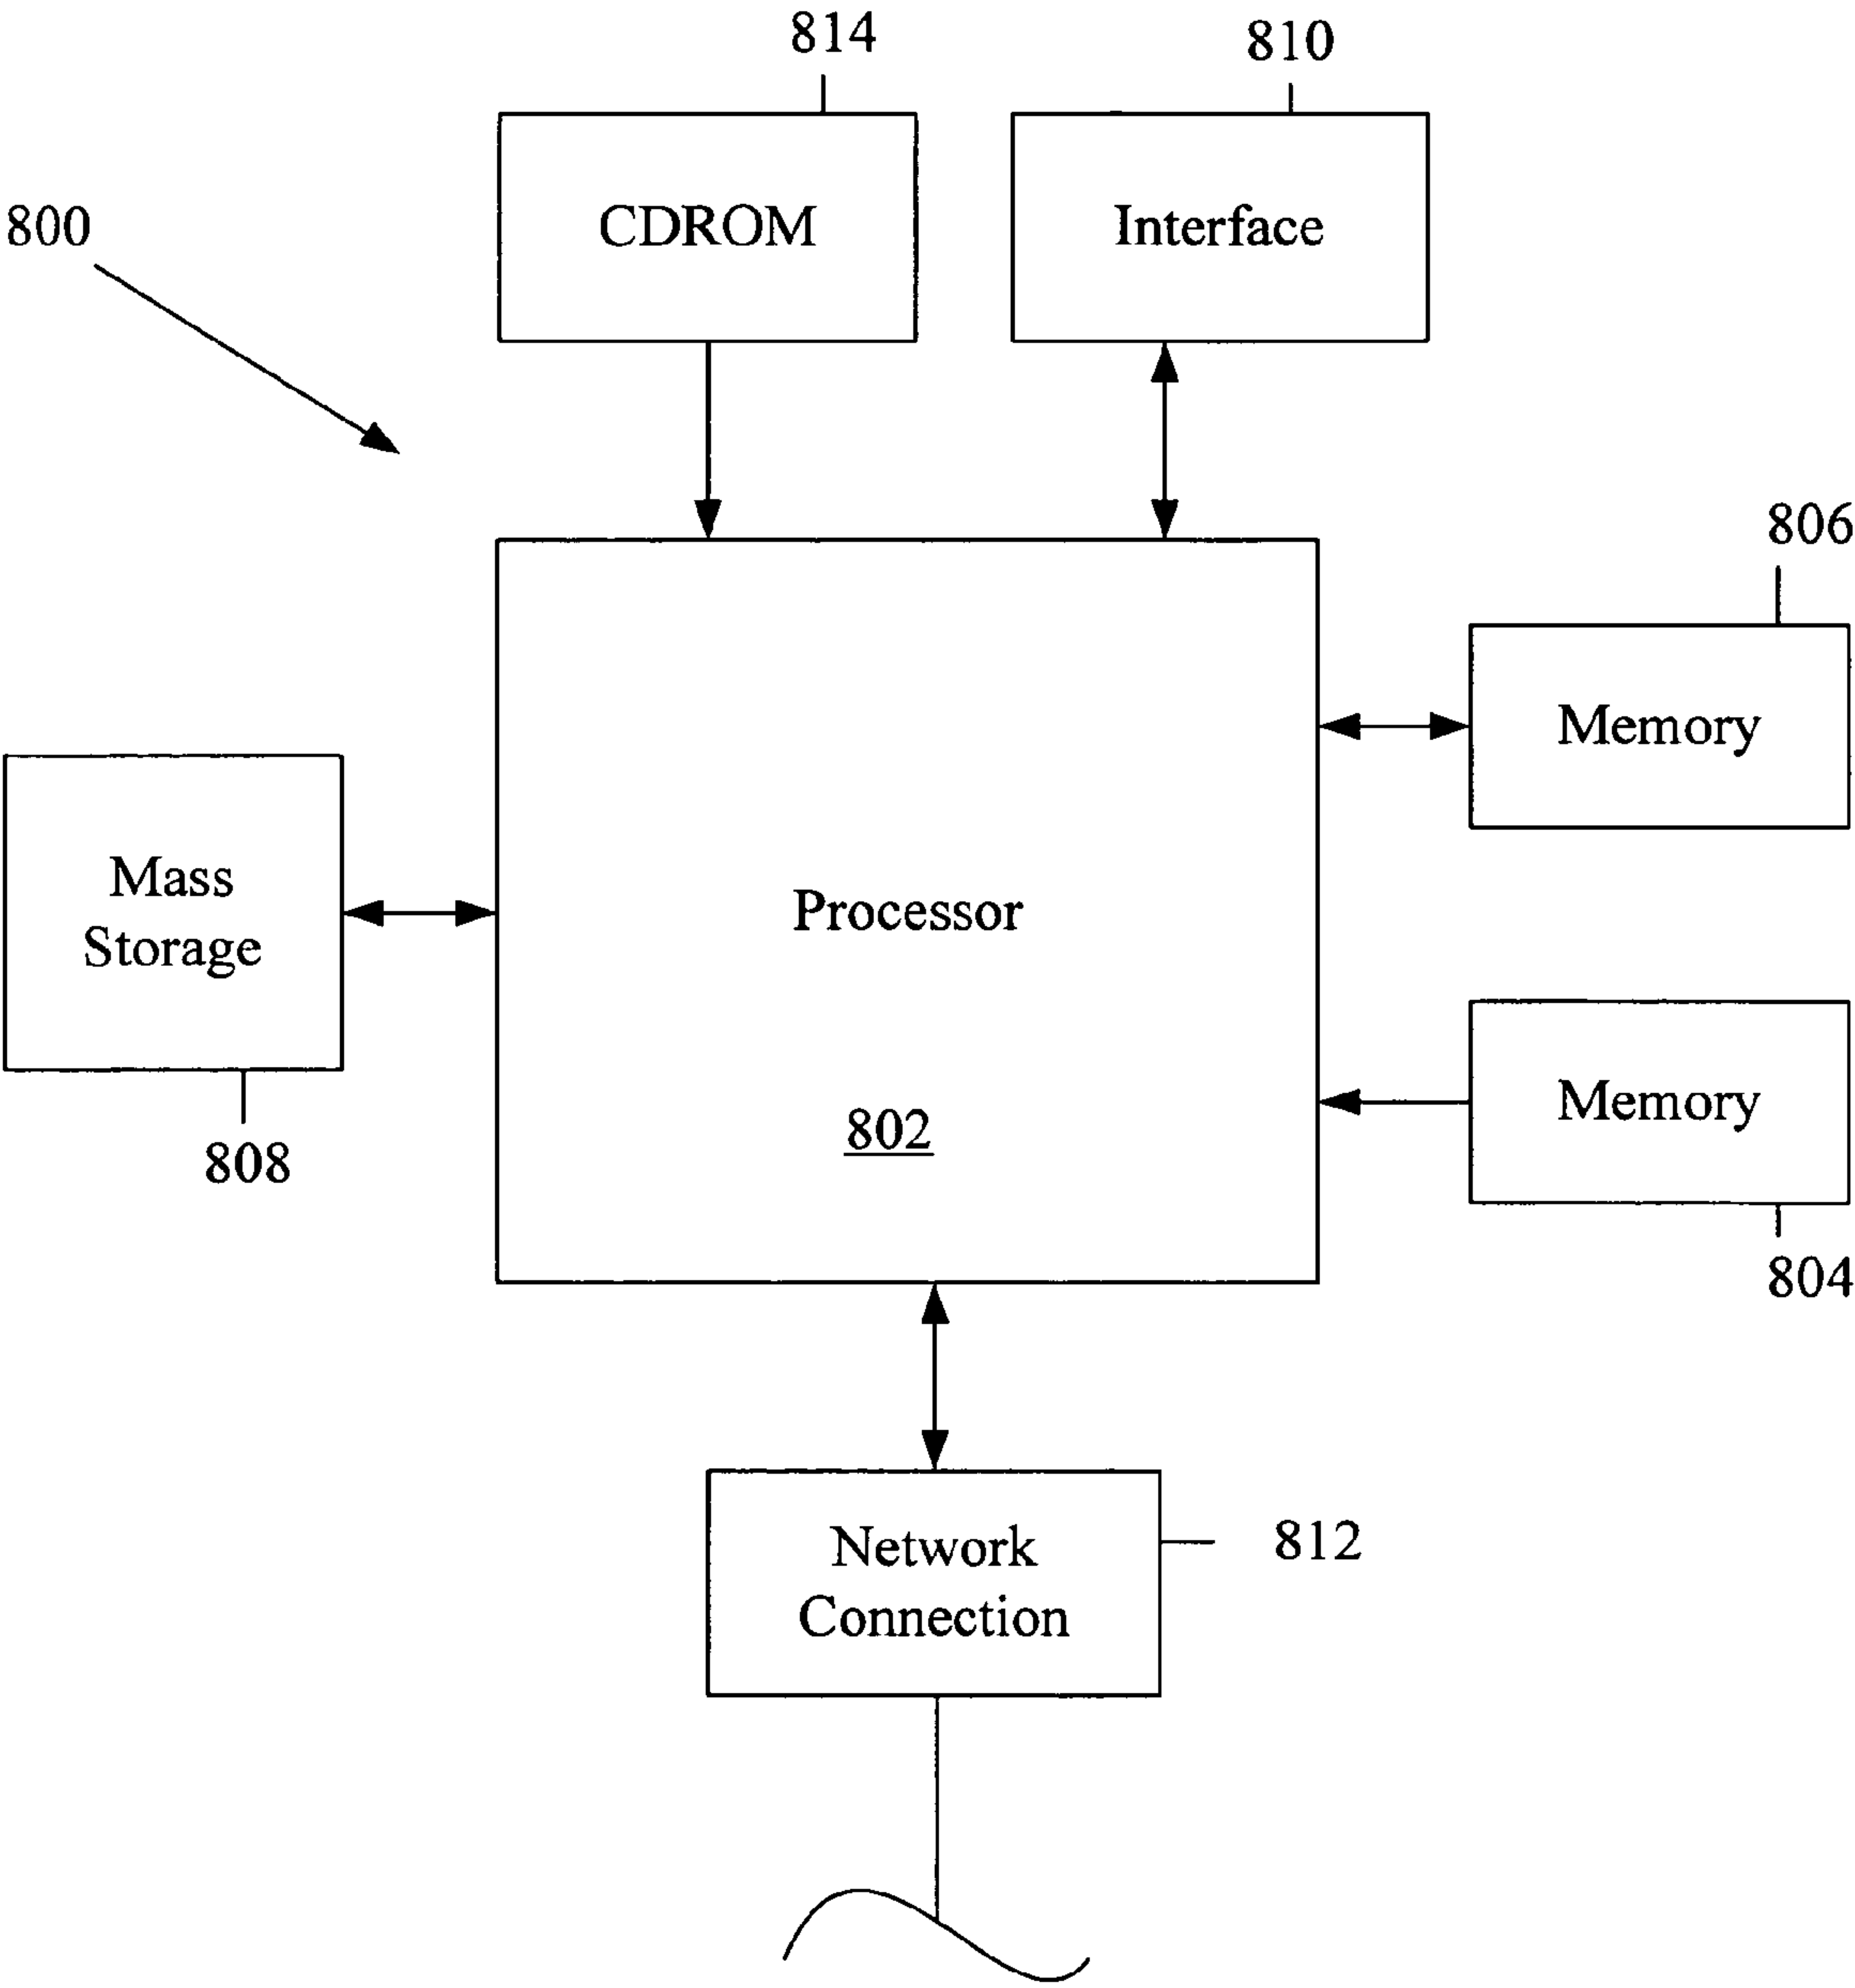 814
810
800
CDROM
Interface
806
Memory
Mass
Storage
Processor
Memory
802
808
804
Network
Connection
812